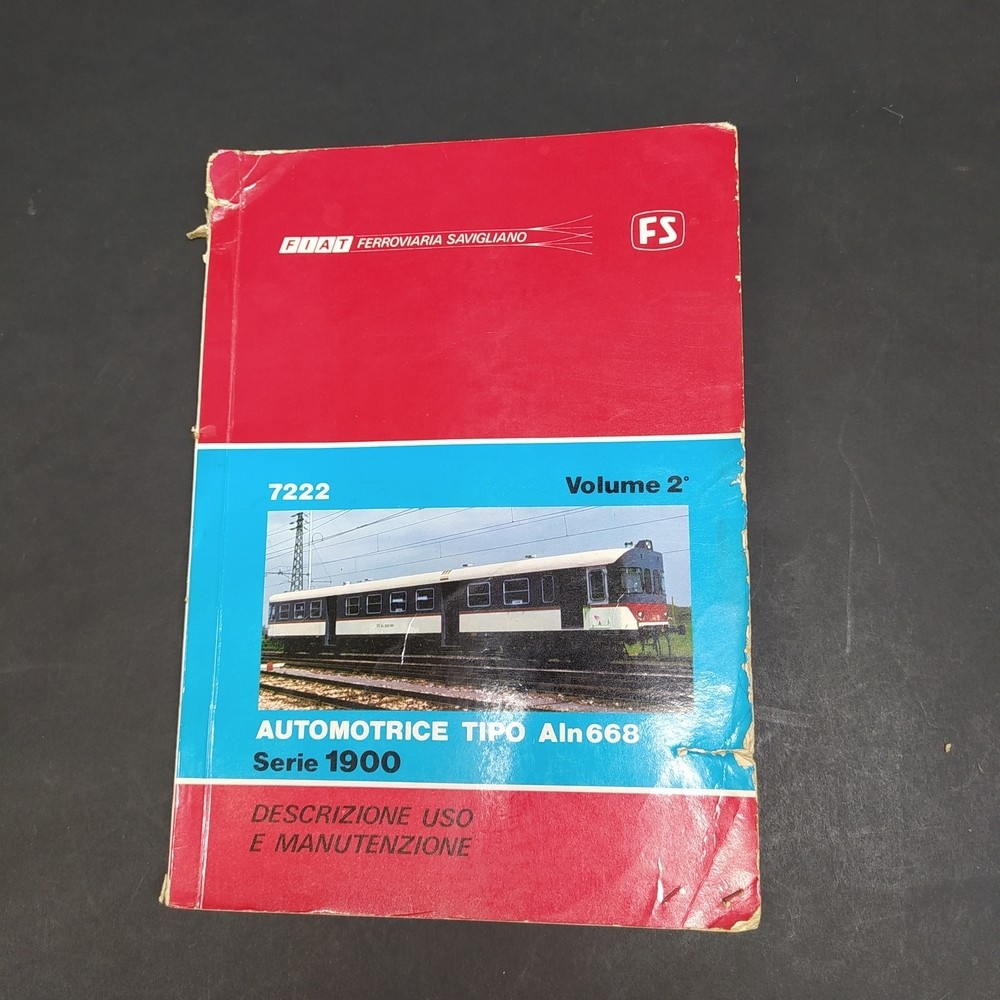 FIAT FERROVIARIA SAVIGLIANO
FS
7222
Volume 2°
AUTOMOTRICE TIPO Aln668
Serie 1900
DESCRIZIONE USO
E MANUTENZIONE